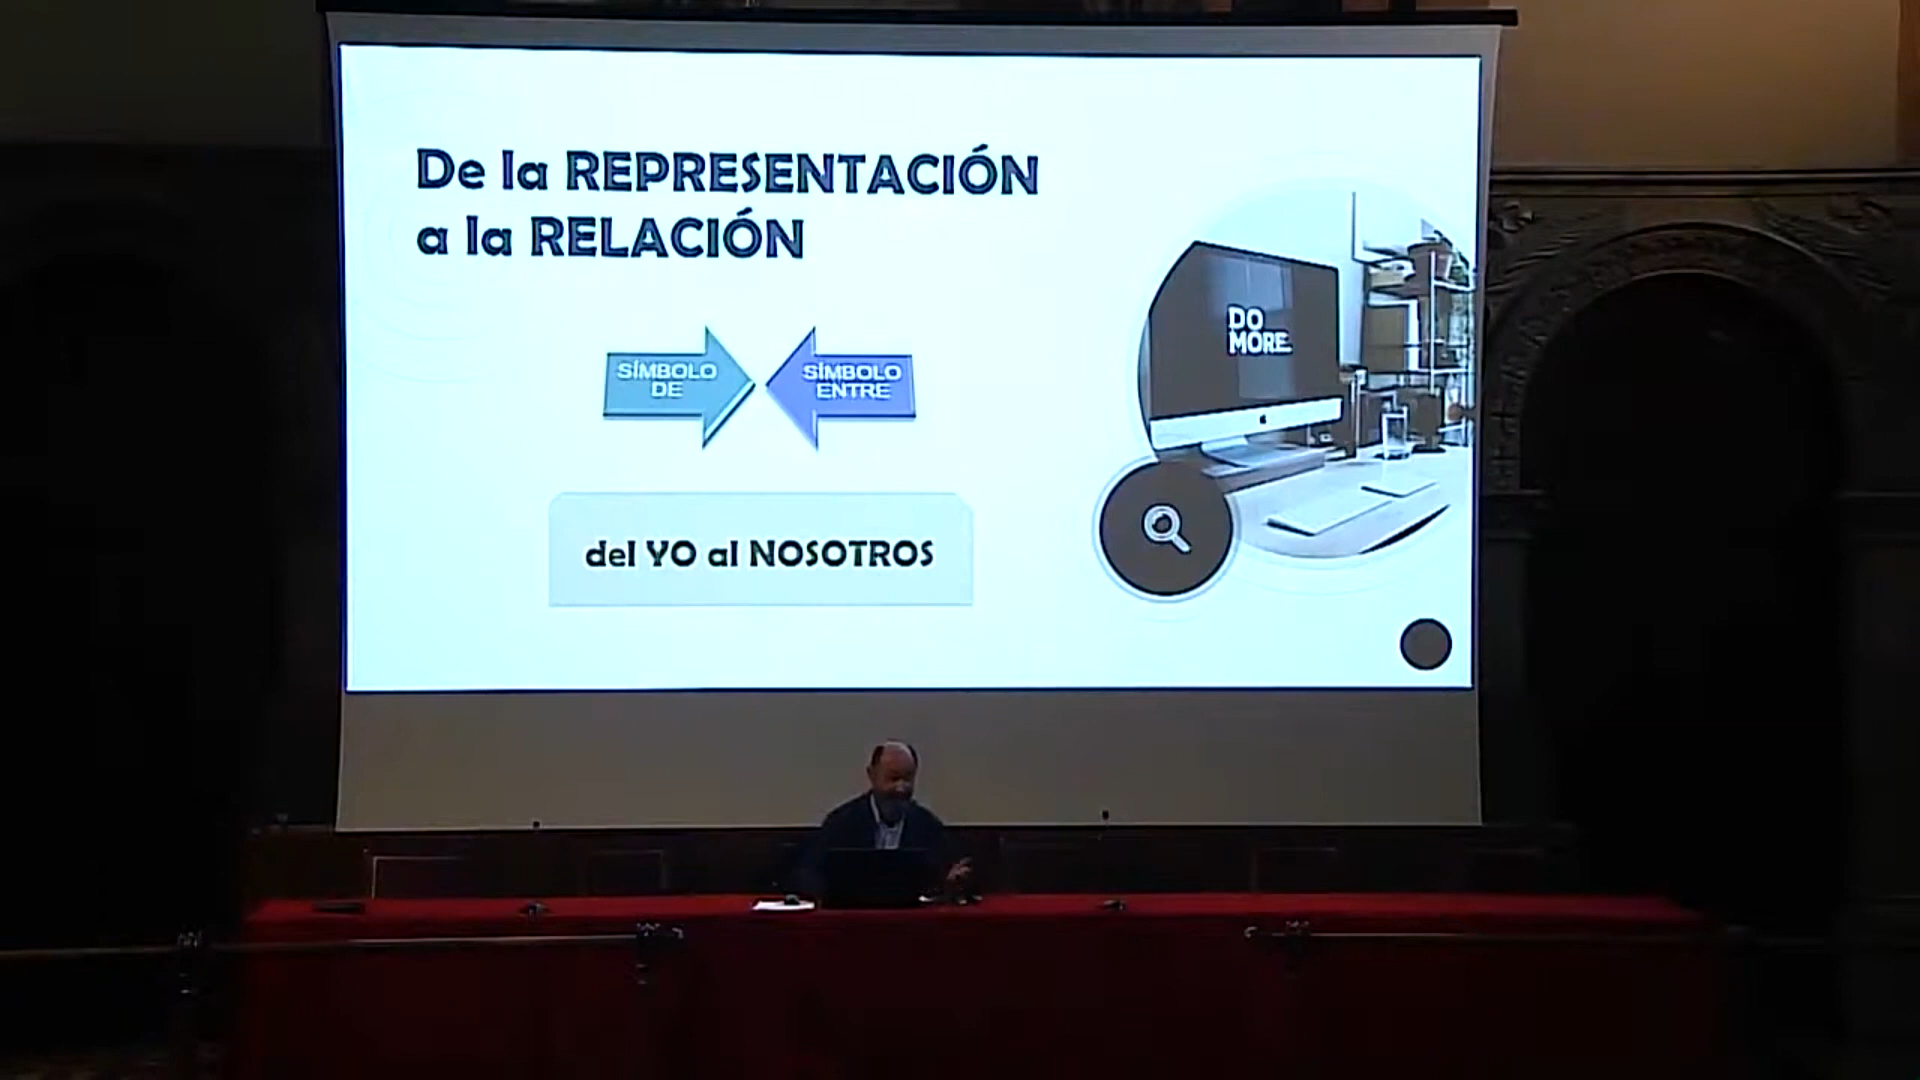 De la REPRESENTACIÓN
a la RELACIÓN
SÍMBOLO
DE
SÍMBOLO
ENTRE
DO
MORE.
del YO al NOSOTROS